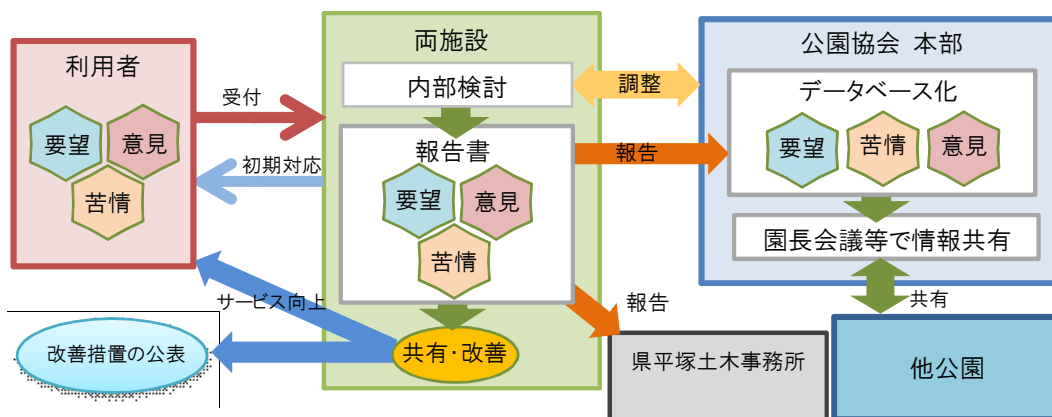 利用者
要望
意見
苦情
受付
初期対応
サービス向上
改善措置の公表
両施設
内部検討
報告書
要望
意見
苦情
共有・改善
調整
報告
報告
県平塚土木事務所
公園協会 本部
データベース化
要望
苦情
意見
園長会議等で情報共有
共有
他公園